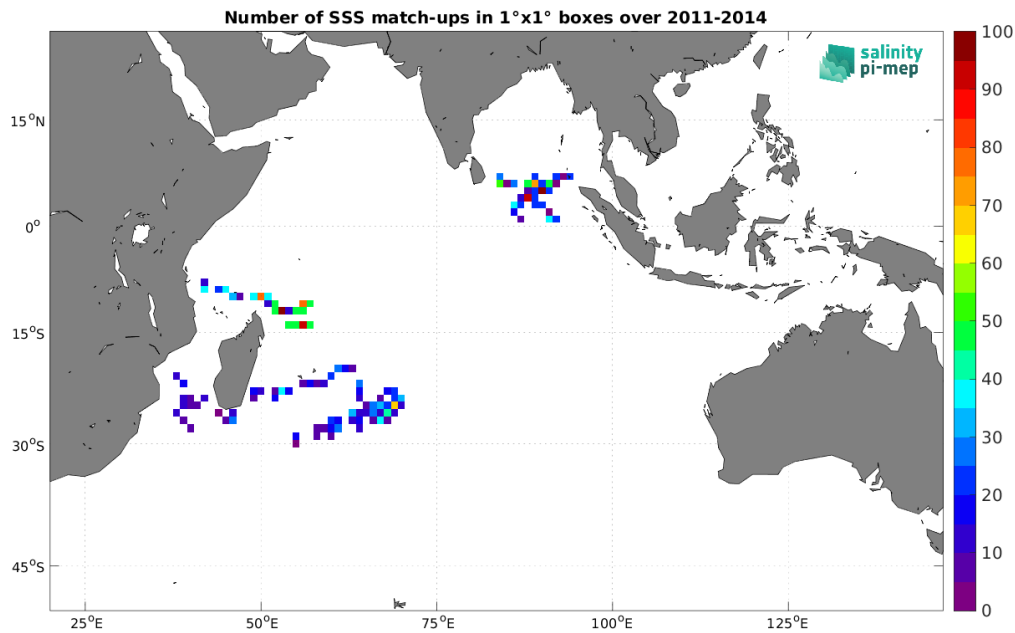 Number of SSS match-ups in 1°x1° boxes over 2011-2014
salinity
pi-mep
15°N
0°
15°S
30°S
45°S
25°E
50°E
75°E
100°E
125°E
100
90
80
70
60
50
40
30
20
10
0